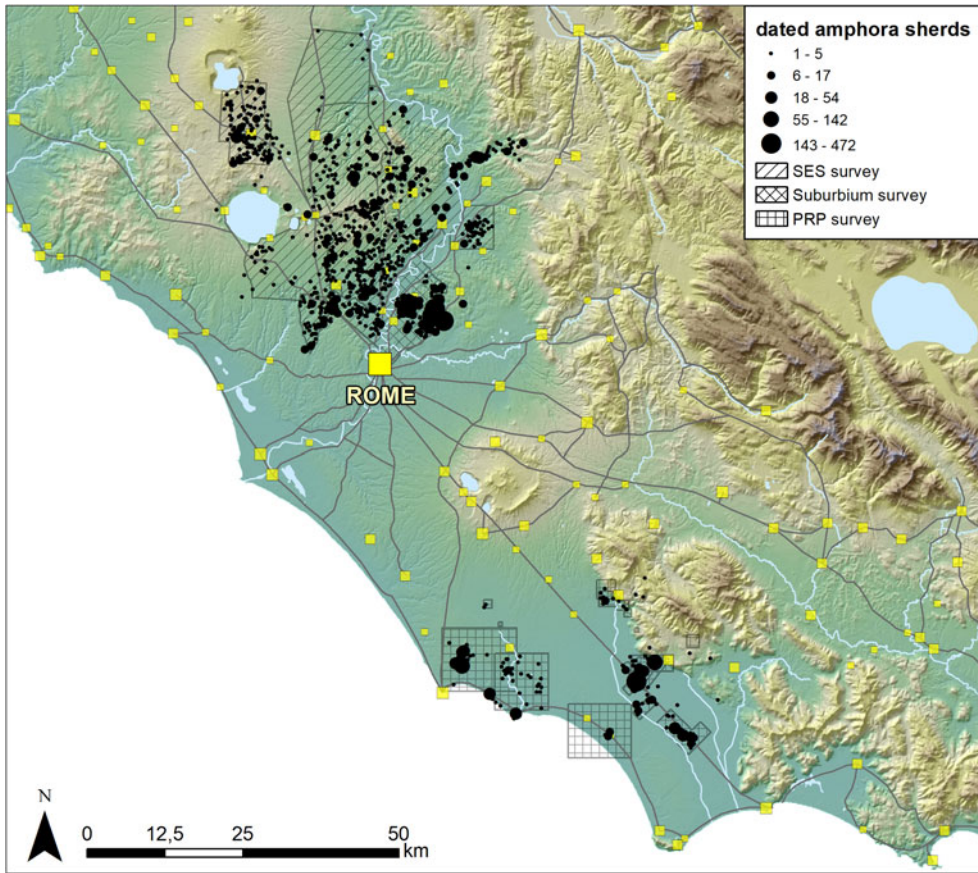 dated amphora sherds
1 - 5
6 - 17
18 - 54
55 - 142
143 - 472
SES survey
Suburbium survey
PRP survey
ROME
N
0 12,5 25 50
km